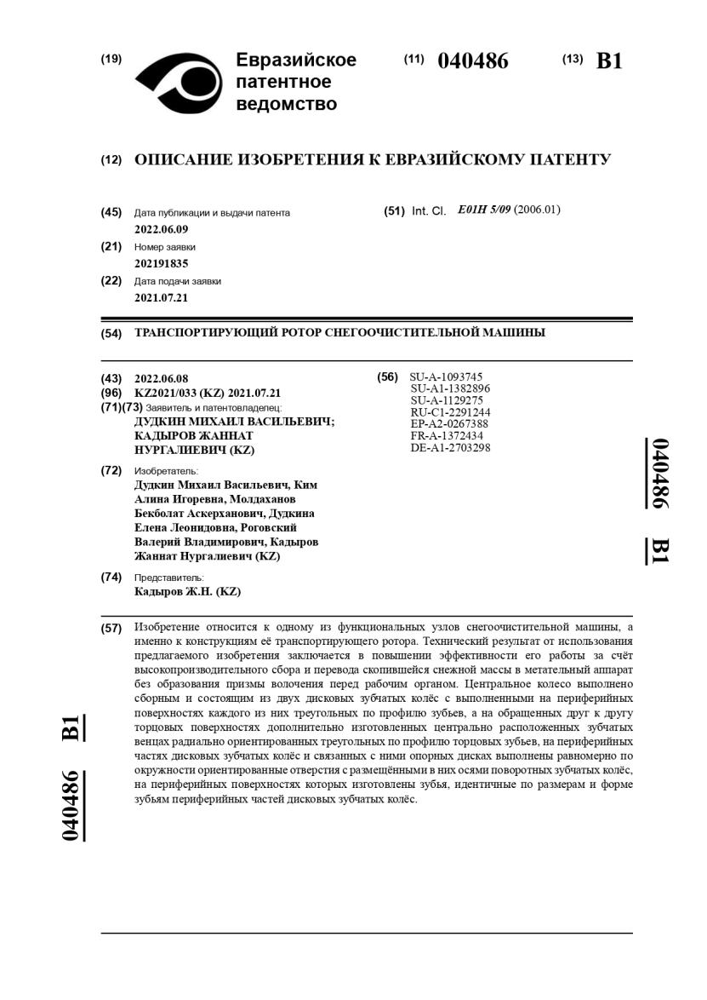 (19)
Евразийское
патентное
ведомство
(11) 040486
(13) B1
(12) ОПИСАНИЕ ИЗОБРЕТЕНИЯ К ЕВРАЗИЙСКОМУ ПАТЕНТУ
(45) Дата публикации и выдачи патента
2022.06.09
(21) Номер заявки
202191835
(22) Дата подачи заявки
2021.07.21
(51) Int. Cl. E01H 5/09 (2006.01)
(54) ТРАНСПОРТИРУЮЩИЙ РОТОР СНЕГООЧИСТИТЕЛЬНОЙ МАШИНЫ
(43) 2022.06.08
(96) KZ2021/033 (KZ) 2021.07.21
(71)(73) Заявитель и патентовладелец:
ДУДКИН МИХАИЛ ВАСИЛЬЕВИЧ;
КАДЫРОВ ЖАННАТ
НУРГАЛИЕВИЧ (KZ)
(72) Изобретатель:
Дудкин Михаил Васильевич, Ким
Алина Игоревна, Молдаханов
Бекболат Аскерханович, Дудкина
Елена Леонидовна, Роговский
Валерий Владимирович, Кадыров
Жаннат Нургалиевич (KZ)
(74) Представитель:
Кадыров Ж.Н. (KZ)
(56) SU-A-1093745
SU-A1-1382896
SU-A-1129275
RU-C1-2291244
EP-A2-0267388
FR-A-1372434
DE-A1-2703298
(57) Изобретение относится к одному из функциональных узлов снегоочистительной машины, а
именно к конструкциям её транспортирующего ротора. Технический результат от использования
предлагаемого изобретения заключается в повышении эффективности его работы за счёт
высокопроизводительного сбора и перевода скопившейся снежной массы в метательный аппарат
без образования призмы волочения перед рабочим органом. Центральное колесо выполнено
сборным и состоящим из двух дисковых зубчатых колёс с выполненными на периферийных
поверхностях каждого из них треугольных по профилю зубьев, а на обращенных друг к другу
торцовых поверхностях дополнительно изготовленных центрально расположенных зубчатых
венцах радиально ориентированных треугольных по профилю торцовых зубьев, на периферийных
частях дисковых зубчатых колёс и связанных с ними опорных дисках выполнены равномерно по
окружности ориентированные отверстия с размещёнными в них осями поворотных зубчатых колёс,
на периферийных поверхностях которых изготовлены зубья, идентичные по размерам и форме
зубьям периферийных частей дисковых зубчатых колёс.
040486 B1
040486 B1